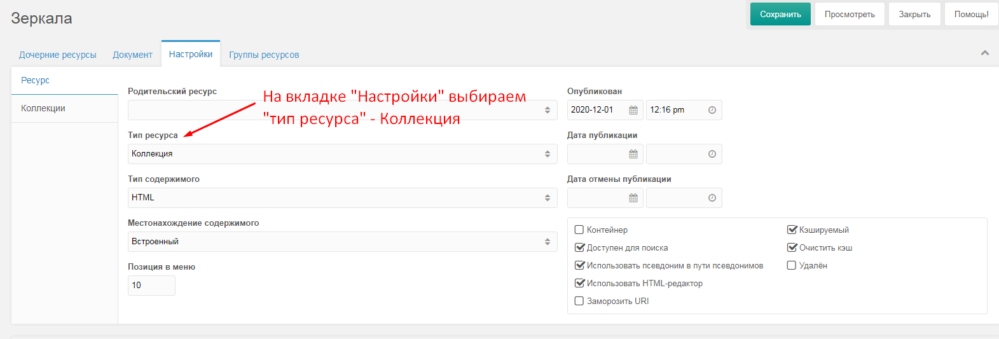 Зеркала
Сохранить
Просмотреть
Закрыть
Помощь!
Дочерние ресурсы
Документ
Настройки
Группы ресурсов
Ресурс
Коллекции
Родительский ресурс
На вкладке "Настройки" выбираем
"тип ресурса" - Коллекция
Тип ресурса
Коллекция
Тип содержимого
HTML
Местонахождение содержимого
Встроенный
Позиция в меню
10
Опубликован
2020-12-01
12:16 pm
Дата публикации
Дата отмены публикации
Контейнер
Доступен для поиска
Использовать псевдоним в пути псевдонимов
Использовать HTML-редактор
Заморозить URI
Кэшируемый
Очистить кэш
Удалён